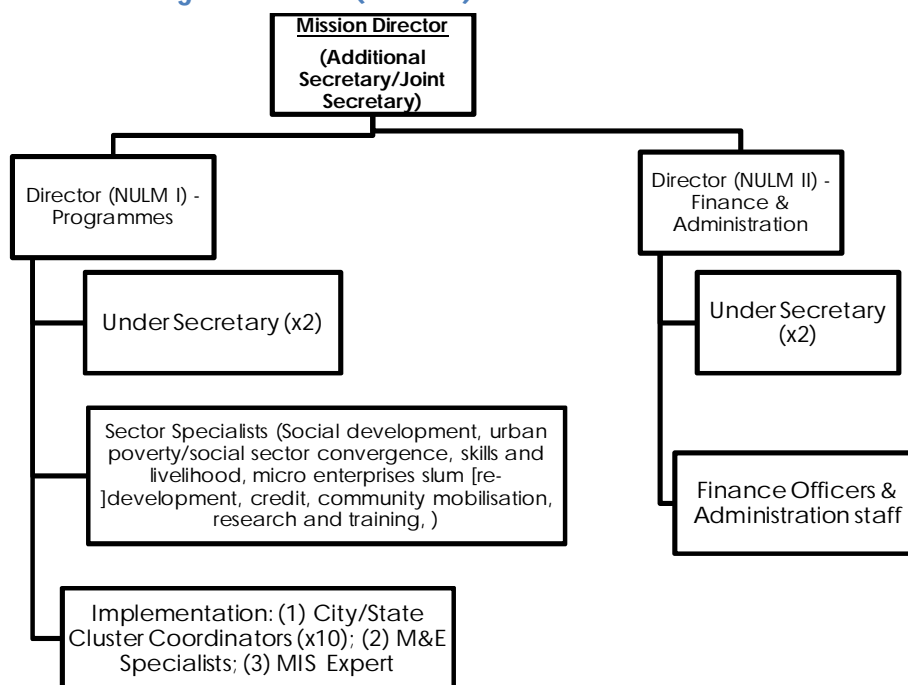 Mission Director
(Additional
Secretary/Joint
Secretary)
Director (NULM I) -
Programmes
Director (NULM II) -
Finance &
Administration
Under Secretary (x2)
Under Secretary
(x2)
Sector Specialists (Social development, urban
poverty/social sector convergence, skills and
livelihood, micro enterprises slum [re-
]development, credit, community mobilisation,
research and training, )
Finance Officers &
Administration staff
Implementation: (1) City/State
Cluster Coordinators (x10); (2) M&E
Specialists; (3) MIS Expert